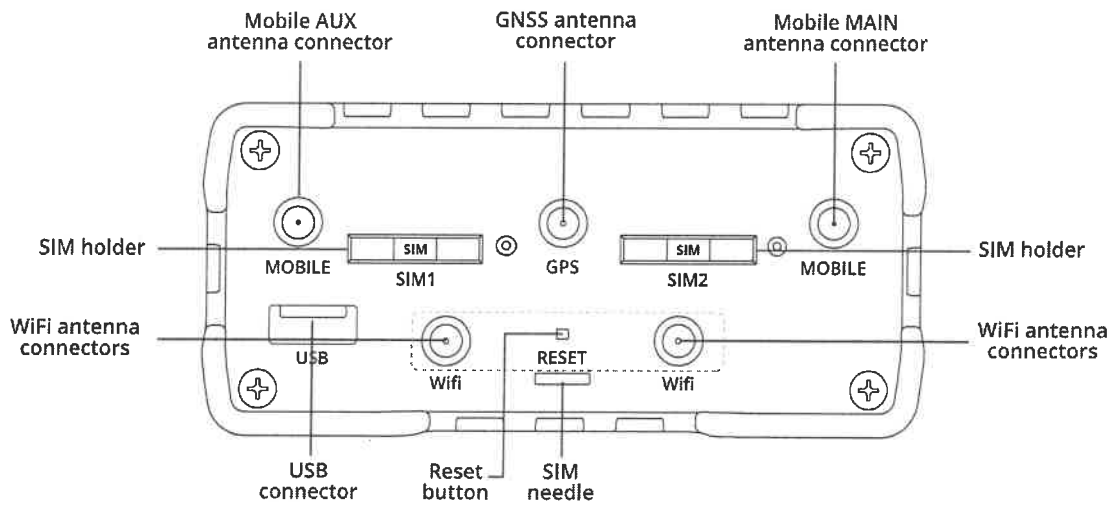 Mobile AUX
antenna connector
GNSS antenna
connector
Mobile MAIN
antenna connector
SIM holder
SIM
SIM
SIM holder
MOBILE
SIM1
GPS
SIM2
MOBILE
WiFi antenna
connectors
USB
Wifi
RESET
Wifi
WiFi antenna
connectors
USB
connector
Reset
button
SIM
needle